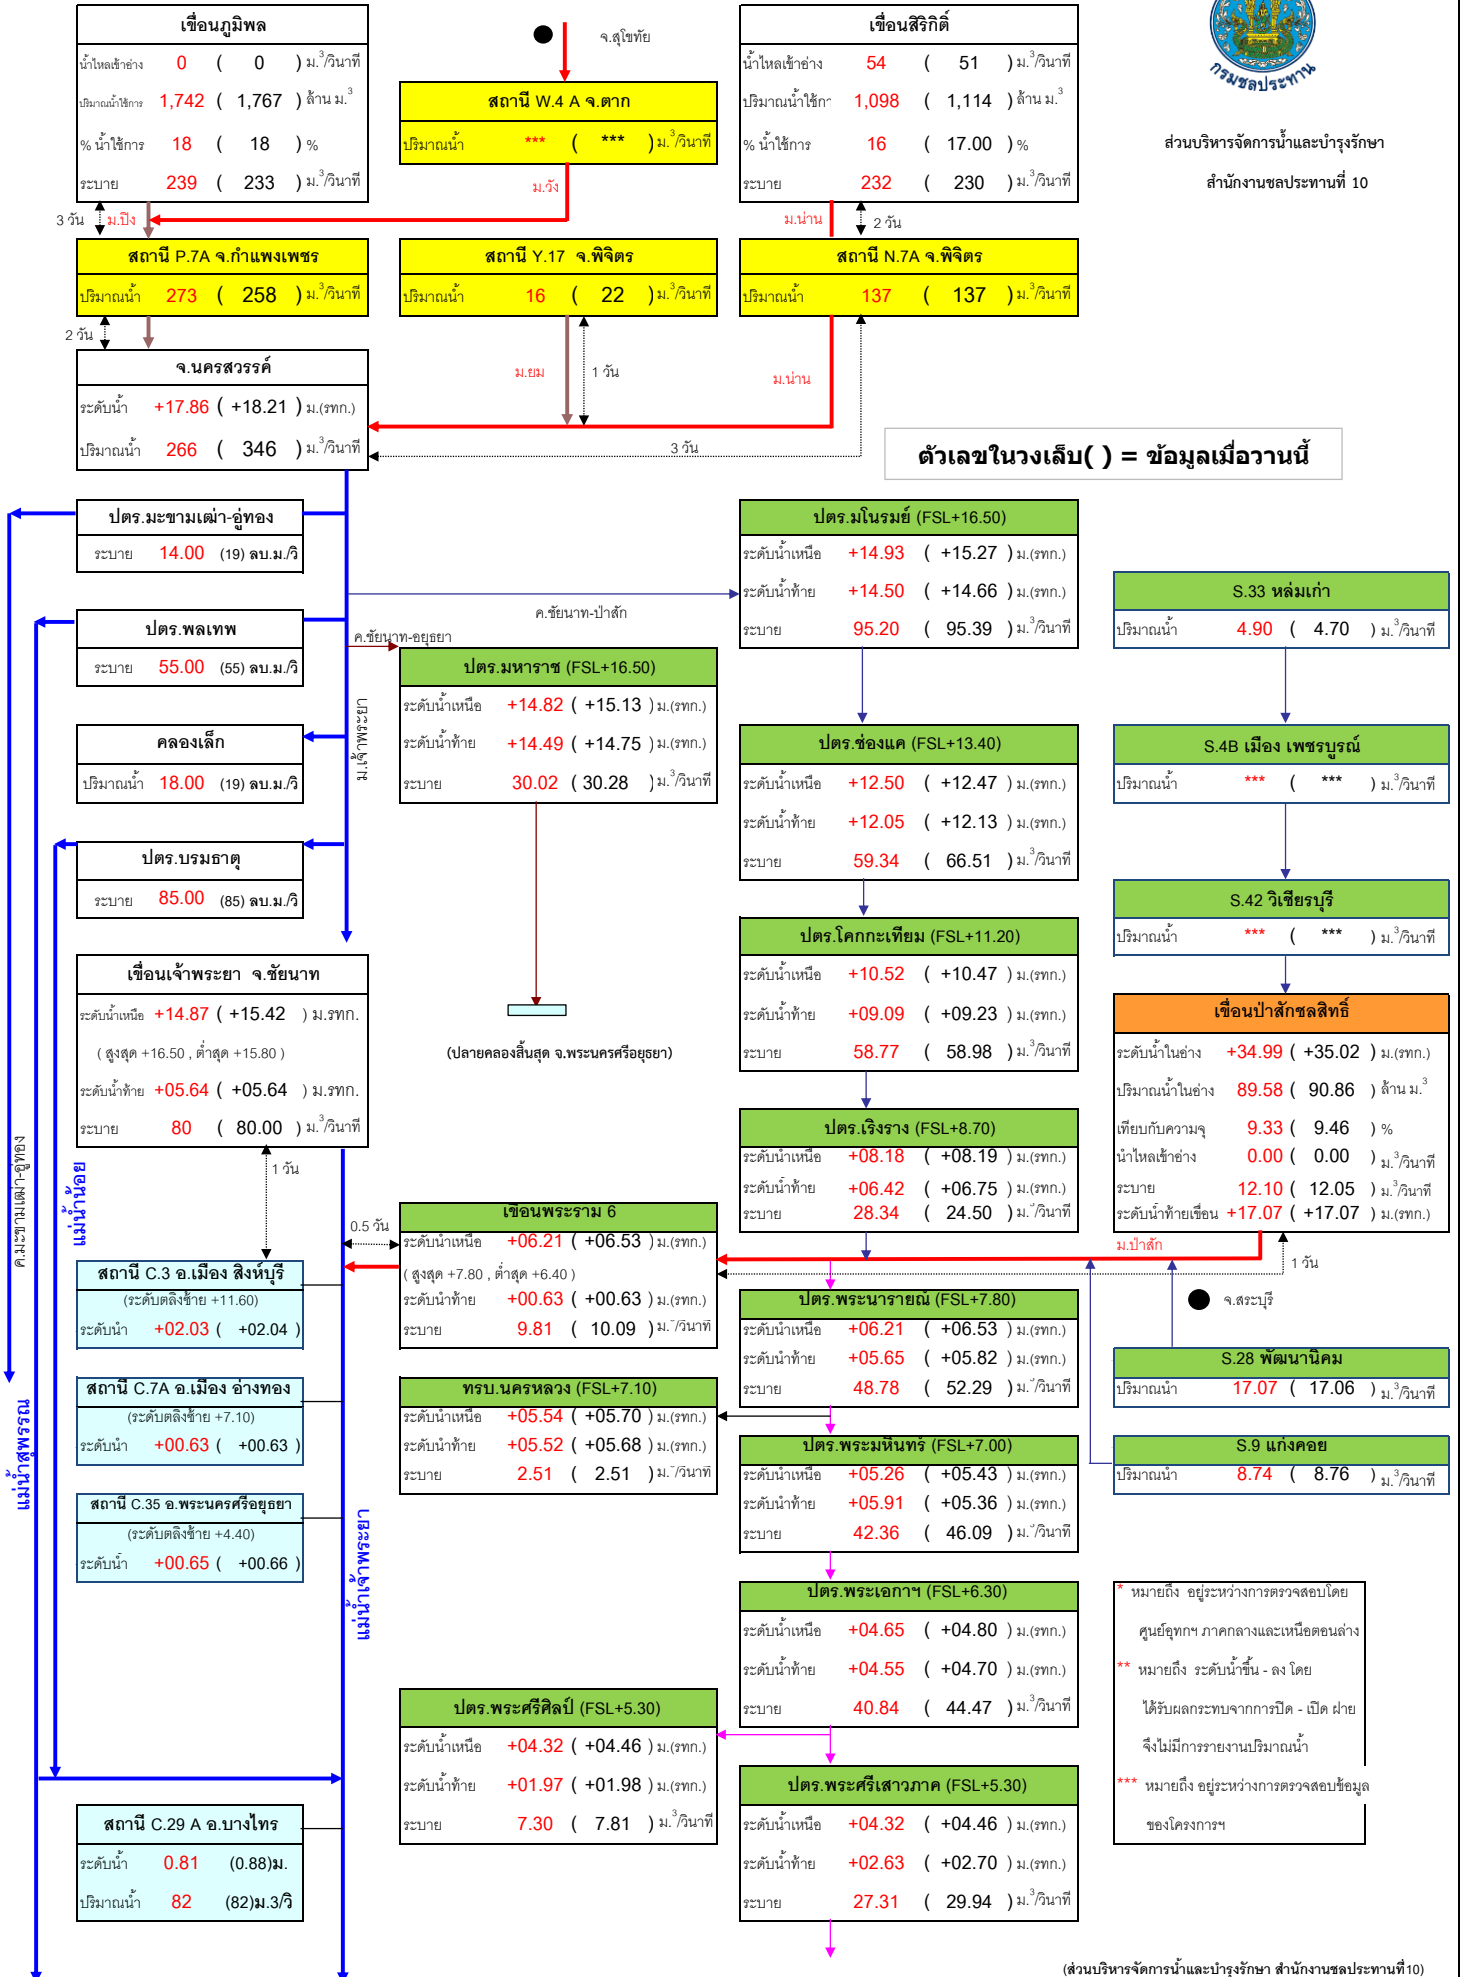 เขื่อนภูมิพล
น้ำไหลเข้าอ่าง 0 ( 0 ) ม.3/วินาที
ปริมาณน้ำใช้การ 1,742 ( 1,767 ) ล้าน ม.3
% น้ำใช้การ 18 ( 18 ) %
ระบาย 239 ( 233 ) ม.3/วินาที
จ.สุโขทัย
สถานี W.4 A จ.ตาก
ปริมาณน้ำ *** ( *** ) ม.3/วินาที
เขื่อนสิริกิติ์
น้ำไหลเข้าอ่าง 54 ( 51 ) ม.3/วินาที
ปริมาณน้ำใช้กา 1,098 ( 1,114 ) ล้าน ม.3
% น้ำใช้การ 16 ( 17.00 ) %
ระบาย 232 ( 230 ) ม.3/วินาที
กรมชลประทาน
ส่วนบริหารจัดการน้ำและบำรุงรักษา
สำนักงานชลประทานที่ 10
3 วัน ม.ปิง
ม.วัง
ม.น่าน 2 วัน
สถานี P.7A จ.กำแพงเพชร
ปริมาณน้ำ 273 ( 258 ) ม.3/วินาที
สถานี Y.17 จ.พิจิตร
ปริมาณน้ำ 16 ( 22 ) ม.3/วินาที
สถานี N.7A จ.พิจิตร
ปริมาณน้ำ 137 ( 137 ) ม.3/วินาที
2 วัน
จ.นครสวรรค์
ระดับน้ำ +17.86 ( +18.21 ) ม.(รทก.)
ปริมาณน้ำ 266 ( 346 ) ม.3/วินาที
ม.ยม 1 วัน
ม.น่าน
3 วัน
ตัวเลขในวงเล็บ( ) = ข้อมูลเมื่อวานนี้
ปตร.มะขามเฒ่า-อู่ทอง
ระบาย 14.00 (19) ลบ.ม./วิ
ปตร.พลเทพ
ระบาย 55.00 (55) ลบ.ม./วิ
คลองเล็ก
ปริมาณน้ำ 18.00 (19) ลบ.ม./วิ
ปตร.บรมธาตุ
ระบาย 85.00 (85) ลบ.ม./วิ
ค.ชัยนาท-ป่าสัก
ค.ชัยนาท-อยุธยา
ม.เจ้าพระยา
ปตร.มหาราช (FSL+16.50)
ระดับน้ำเหนือ +14.82 ( +15.13 ) ม.(รทก.)
ระดับน้ำท้าย +14.49 ( +14.75 ) ม.(รทก.)
ระบาย 30.02 ( 30.28 ) ม.3/วินาที
(ปลายคลองสิ้นสุด จ.พระนครศรีอยุธยา)
ปตร.มโนรมย์ (FSL+16.50)
ระดับน้ำเหนือ +14.93 ( +15.27 ) ม.(รทก.)
ระดับน้ำท้าย +14.50 ( +14.66 ) ม.(รทก.)
ระบาย 95.20 ( 95.39 ) ม.3/วินาที
ปตร.ช่องแค (FSL+13.40)
ระดับน้ำเหนือ +12.50 ( +12.47 ) ม.(รทก.)
ระดับน้ำท้าย +12.05 ( +12.13 ) ม.(รทก.)
ระบาย 59.34 ( 66.51 ) ม.3/วินาที
ปตร.โคกกะเทียม (FSL+11.20)
ระดับน้ำเหนือ +10.52 ( +10.47 ) ม.(รทก.)
ระดับน้ำท้าย +09.09 ( +09.23 ) ม.(รทก.)
ระบาย 58.77 ( 58.98 ) ม.3/วินาที
ปตร.เริงราง (FSL+8.70)
ระดับน้ำเหนือ +08.18 ( +08.19 ) ม.(รทก.)
ระดับน้ำท้าย +06.42 ( +06.75 ) ม.(รทก.)
ระบาย 28.34 ( 24.50 ) ม.3/วินาที
S.33 หล่มเก่า
ปริมาณน้ำ 4.90 ( 4.70 ) ม.3/วินาที
S.4B เมือง เพชรบูรณ์
ปริมาณน้ำ *** ( *** ) ม.3/วินาที
S.42 วิเชียรบุรี
ปริมาณน้ำ *** ( *** ) ม.3/วินาที
เขื่อนป่าสักชลสิทธิ์
ระดับน้ำในอ่าง +34.99 ( +35.02 ) ม.(รทก.)
ปริมาณน้ำในอ่าง 89.58 ( 90.86 ) ล้าน ม.3
เทียบกับความจุ 9.33 ( 9.46 ) %
น้ำไหลเข้าอ่าง 0.00 ( 0.00 ) ม.3/วินาที
ระบาย 12.10 ( 12.05 ) ม.3/วินาที
ระดับน้ำท้ายเขื่อน +17.07 ( +17.07 ) ม.(รทก.)
เขื่อนเจ้าพระยา จ.ชัยนาท
ระดับน้ำเหนือ +14.87 ( +15.42 ) ม.รทก.
( สูงสุด +16.50 , ต่ำสุด +15.80 )
ระดับน้ำท้าย +05.64 ( +05.64 ) ม.รทก.
ระบาย 80 ( 80.00 ) ม.3/วินาที
1 วัน
ค.มะขามเฒ่า-อู่ทอง
แม่น้ำน้อย
0.5 วัน
เขื่อนพระราม 6
ระดับน้ำเหนือ +06.21 ( +06.53 ) ม.(รทก.)
( สูงสุด +7.80 , ต่ำสุด +6.40 )
ระดับน้ำท้าย +00.63 ( +00.63 ) ม.(รทก.)
ระบาย 9.81 ( 10.09 ) ม.3/วินาที
ม.ป่าสัก
1 วัน
จ.สระบุรี
สถานี C.3 อ.เมือง สิงห์บุรี
(ระดับตลิ่งซ้าย +11.60)
ระดับน้ำ +02.03 ( +02.04 )
สถานี C.7A อ.เมือง อ่างทอง
(ระดับตลิ่งซ้าย +7.10)
ระดับน้ำ +00.63 ( +00.63 )
สถานี C.35 อ.พระนครศรีอยุธยา
(ระดับตลิ่งซ้าย +4.40)
ระดับน้ำ +00.65 ( +00.66 )
แม่น้ำสุพรรณ
แม่น้ำเจ้าพระยา
ทรบ.นครหลวง (FSL+7.10)
ระดับน้ำเหนือ +05.54 ( +05.70 ) ม.(รทก.)
ระดับน้ำท้าย +05.52 ( +05.68 ) ม.(รทก.)
ระบาย 2.51 ( 2.51 ) ม.3/วินาที
ปตร.พระนารายณ์ (FSL+7.80)
ระดับน้ำเหนือ +06.21 ( +06.53 ) ม.(รทก.)
ระดับน้ำท้าย +05.65 ( +05.82 ) ม.(รทก.)
ระบาย 48.78 ( 52.29 ) ม.3/วินาที
ปตร.พระมหินทร์ (FSL+7.00)
ระดับน้ำเหนือ +05.26 ( +05.43 ) ม.(รทก.)
ระดับน้ำท้าย +05.91 ( +05.36 ) ม.(รทก.)
ระบาย 42.36 ( 46.09 ) ม.3/วินาที
S.28 พัฒนานิคม
ปริมาณน้ำ 17.07 ( 17.06 ) ม.3/วินาที
S.9 แก่งคอย
ปริมาณน้ำ 8.74 ( 8.76 ) ม.3/วินาที
ปตร.พระเอกาฯ (FSL+6.30)
ระดับน้ำเหนือ +04.65 ( +04.80 ) ม.(รทก.)
ระดับน้ำท้าย +04.55 ( +04.70 ) ม.(รทก.)
ระบาย 40.84 ( 44.47 ) ม.3/วินาที
ปตร.พระศรีศิลป์ (FSL+5.30)
ระดับน้ำเหนือ +04.32 ( +04.46 ) ม.(รทก.)
ระดับน้ำท้าย +01.97 ( +01.98 ) ม.(รทก.)
ระบาย 7.30 ( 7.81 ) ม.3/วินาที
ปตร.พระศรีเสาวภาค (FSL+5.30)
ระดับน้ำเหนือ +04.32 ( +04.46 ) ม.(รทก.)
ระดับน้ำท้าย +02.63 ( +02.70 ) ม.(รทก.)
ระบาย 27.31 ( 29.94 ) ม.3/วินาที
* หมายถึง อยู่ระหว่างการตรวจสอบโดย
ศูนย์อุทกฯ ภาคกลางและเหนือตอนล่าง
** หมายถึง ระดับน้ำขึ้น - ลง โดย
ได้รับผลกระทบจากการปิด - เปิด ฝาย
จึงไม่มีการรายงานปริมาณน้ำ
*** หมายถึง อยู่ระหว่างการตรวจสอบข้อมูล
ของโครงการฯ
สถานี C.29 A อ.บางไทร
ระดับน้ำ 0.81 (0.88)ม.
ปริมาณน้ำ 82 (82)ม.3/วิ
(ส่วนบริหารจัดการน้ำและบำรุงรักษา สำนักงานชลประทานที่10)